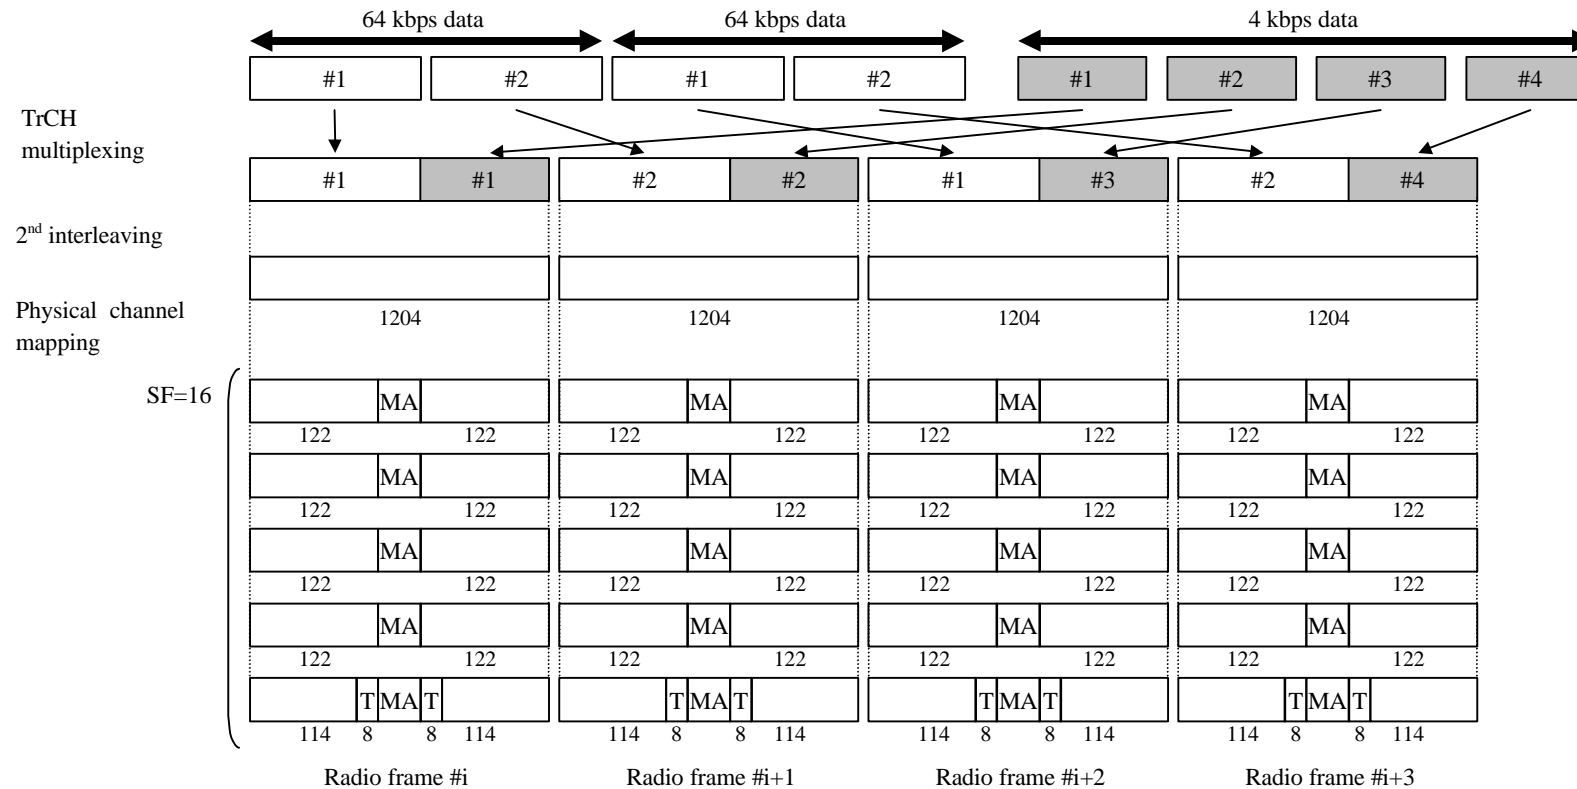 64 kbps data 64 kbps data 4 kbps data
#1 #2 #1 #2 #1 #2 #3 #4
TrCH
multiplexing
#1 #1 #2 #2 #1 #3 #2 #4
2nd interleaving
Physical channel
mapping
1204 1204 1204 1204
SF=16
MA MA MA MA
122 122 122 122 122 122 122 122
MA MA MA MA
122 122 122 122 122 122 122 122
MA MA MA MA
122 122 122 122 122 122 122 122
MA MA MA MA
122 122 122 122 122 122 122 122
T MA T T MA T T MA T T MA T
114 8 8 114 114 8 8 114 114 8 8 114 114 8 8 114
Radio frame #i Radio frame #i+1 Radio frame #i+2 Radio frame #i+3